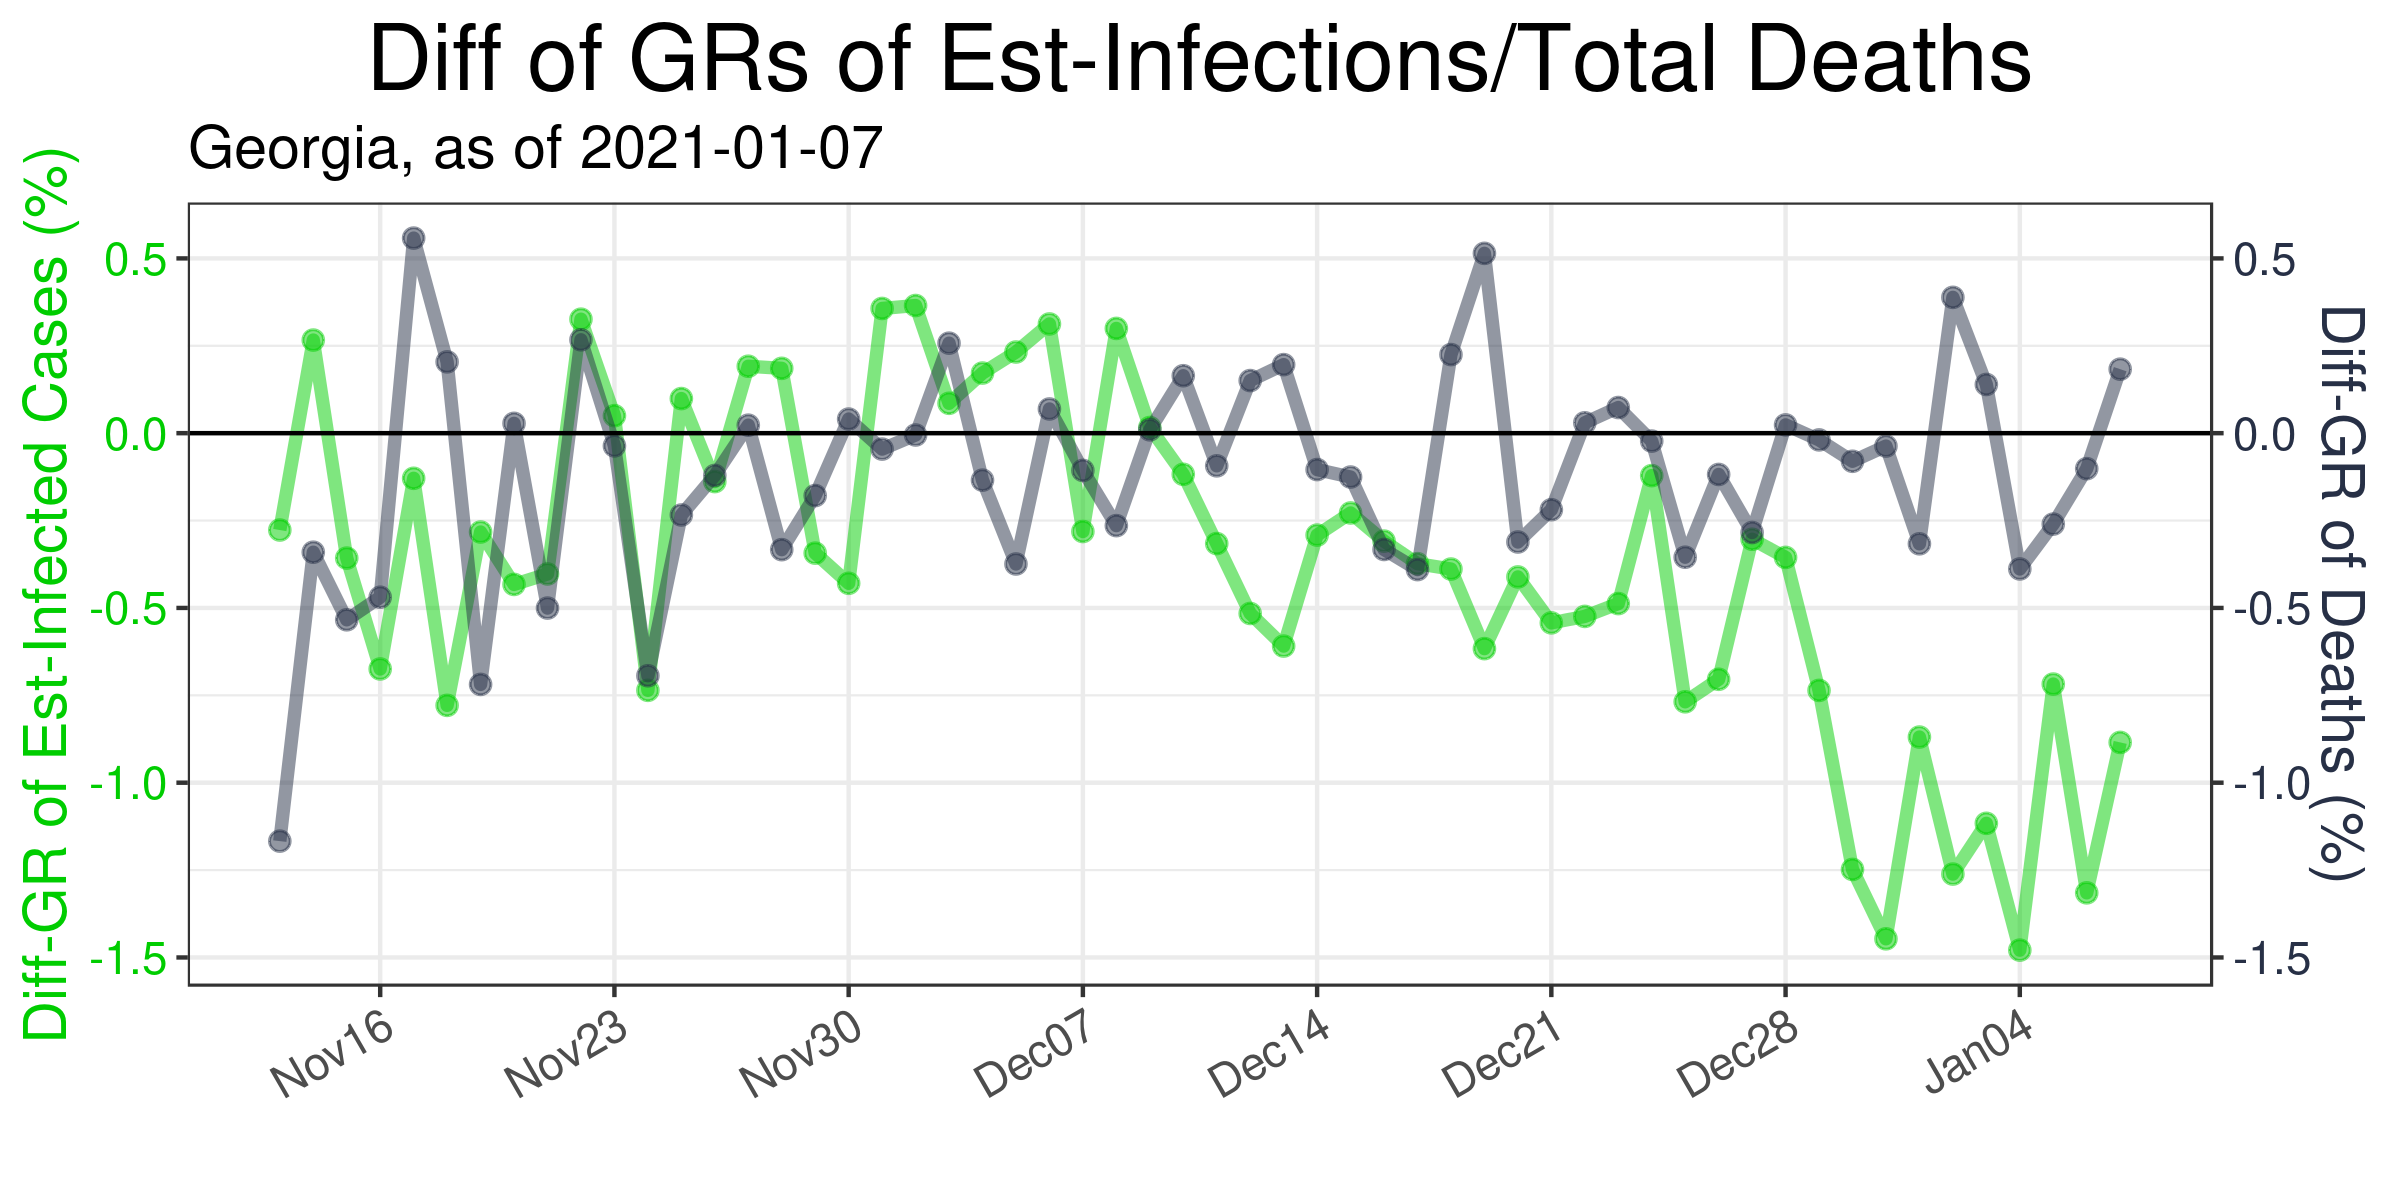 Diff of GRs of Est-Infections/Total Deaths
Georgia, as of 2021-01-07
Diff-GR of Est-Infected Cases (%)
0.5
0.0
-0.5
-1.0
-1.5
0.5
0.0
-0.5
-1.0
-1.5
Diff-GR of Deaths (%)
Nov16
Nov23
Nov30
Dec07
Dec14
Dec21
Dec28
Jan04